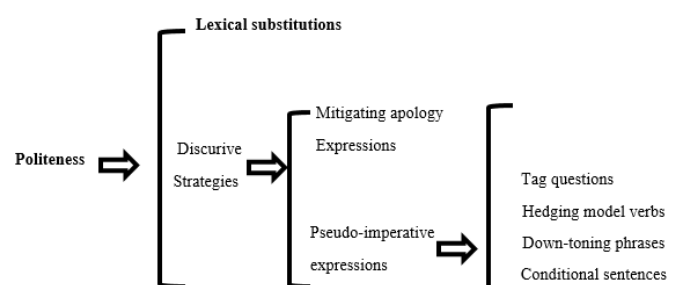 Lexical substitutions
Politeness
Discurive
Strategies
Mitigating apology
Expressions
Pseudo-imperative
expressions
Tag questions
Hedging model verbs
Down-toning phrases
Conditional sentences